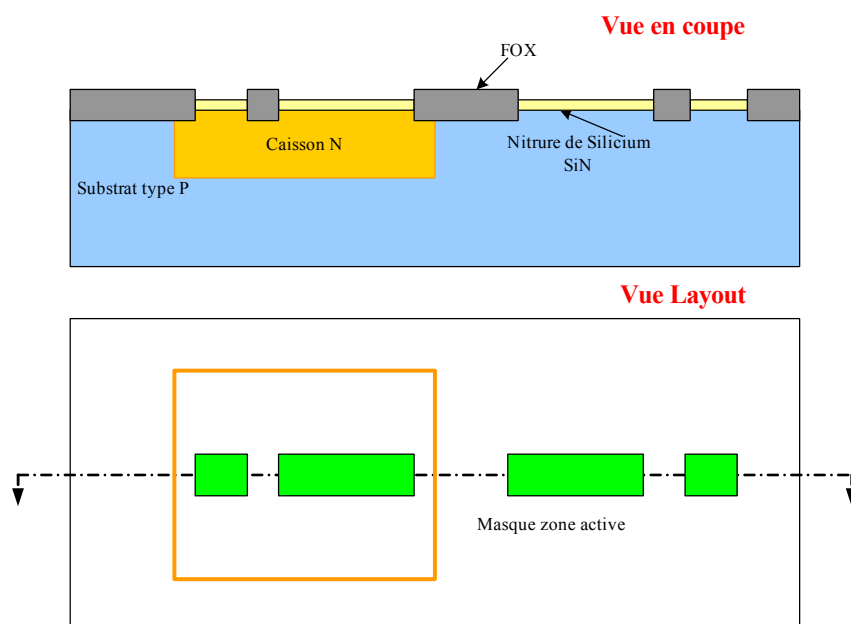 Vue en coupe
FOX
Caisson N
Nitrure de Silicium
SiN
Substrat type P
Vue Layout
Masque zone active